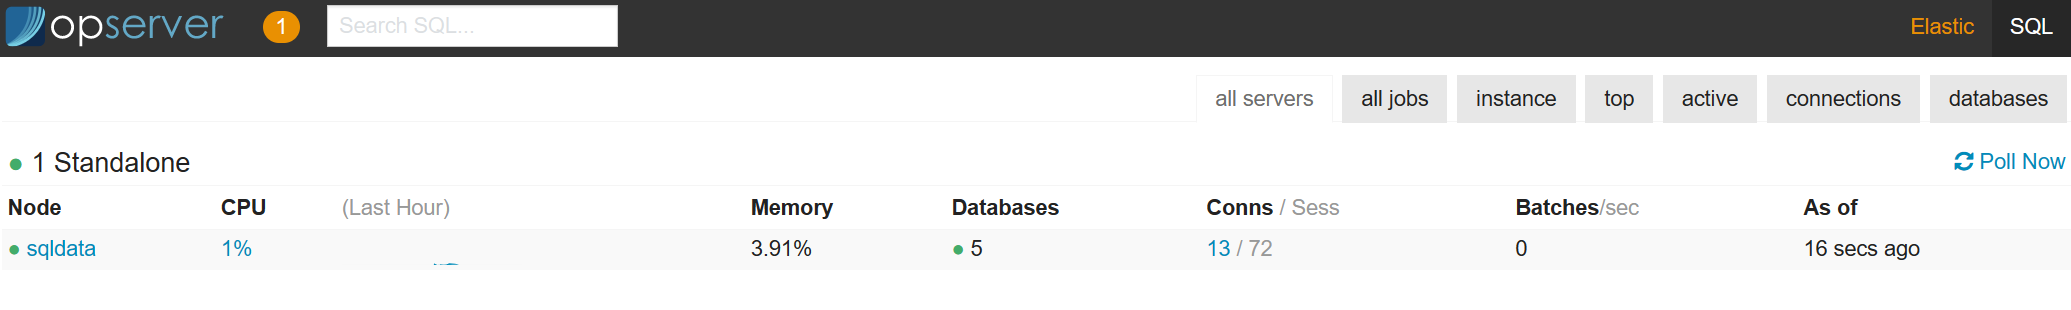 opserver 1 Search SQL... Elastic SQL
all servers all jobs instance top active connections databases
1 Standalone Poll Now
Node CPU (Last Hour) Memory Databases Conns / Sess Batches/sec As of
sqldata 1% 3.91% 5 13 / 72 0 16 secs ago